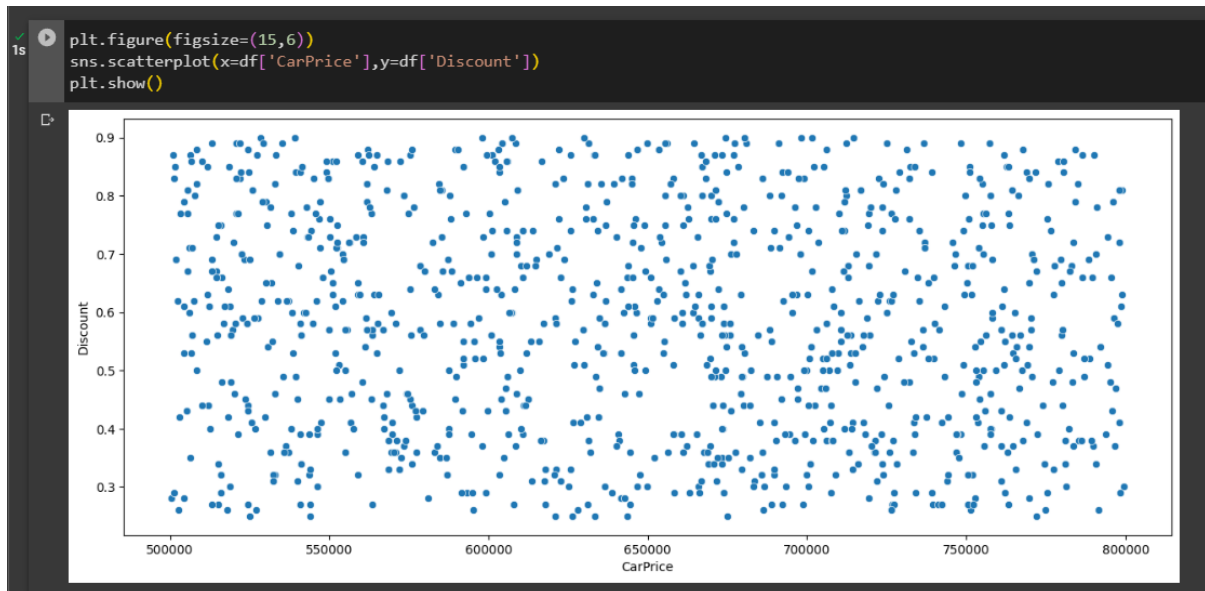 1s
plt.figure(figsize=(15,6))
sns.scatterplot(x=df['CarPrice'],y=df['Discount'])
plt.show()
0.9
0.8
0.7
0.6
0.5
0.4
0.3
Discount
500000 550000 600000 650000 700000 750000 800000
CarPrice